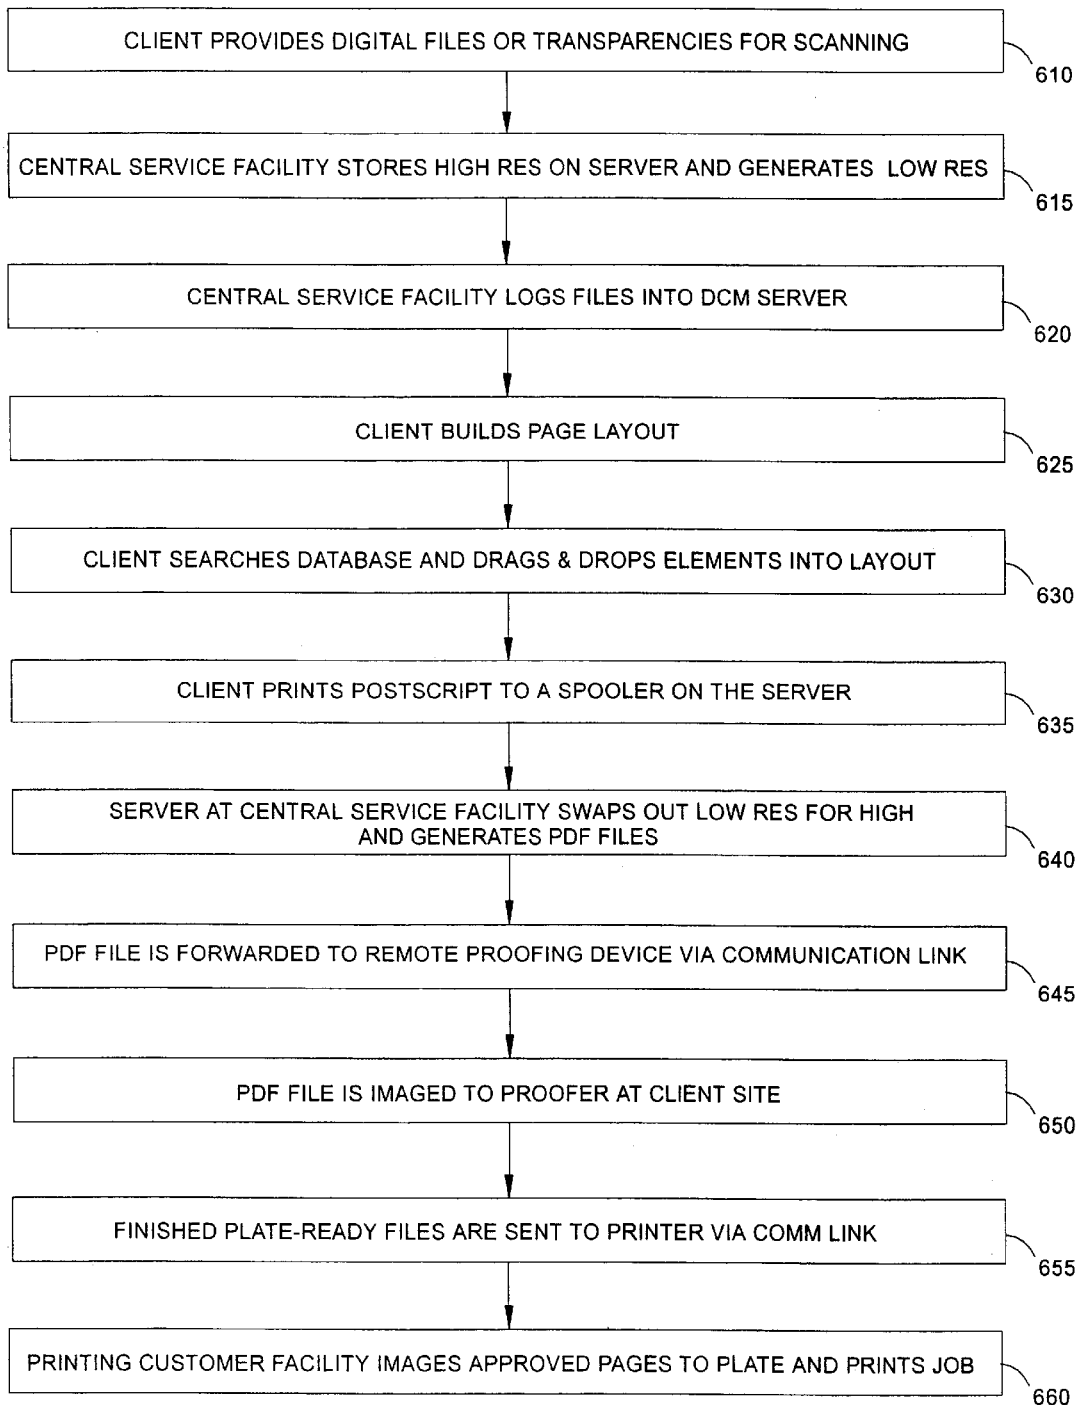 CLIENT PROVIDES DIGITAL FILES OR TRANSPARENCIES FOR SCANNING
610
CENTRAL SERVICE FACILITY STORES HIGH RES ON SERVER AND GENERATES LOW RES
615
CENTRAL SERVICE FACILITY LOGS FILES INTO DCM SERVER
620
CLIENT BUILDS PAGE LAYOUT
625
CLIENT SEARCHES DATABASE AND DRAGS & DROPS ELEMENTS INTO LAYOUT
630
CLIENT PRINTS POSTSCRIPT TO A SPOOLER ON THE SERVER
635
SERVER AT CENTRAL SERVICE FACILITY SWAPS OUT LOW RES FOR HIGH
AND GENERATES PDF FILES
640
PDF FILE IS FORWARDED TO REMOTE PROOFING DEVICE VIA COMMUNICATION LINK
645
PDF FILE IS IMAGED TO PROOFER AT CLIENT SITE
650
FINISHED PLATE-READY FILES ARE SENT TO PRINTER VIA COMM LINK
655
PRINTING CUSTOMER FACILITY IMAGES APPROVED PAGES TO PLATE AND PRINTS JOB
660